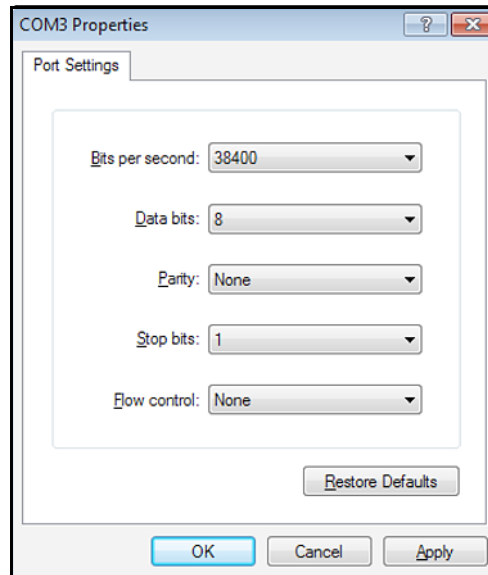 COM3 Properties
Port Settings
Bits per second: 38400
Data bits: 8
Parity: None
Stop bits: 1
Flow control: None
Restore Defaults
OK Cancel Apply